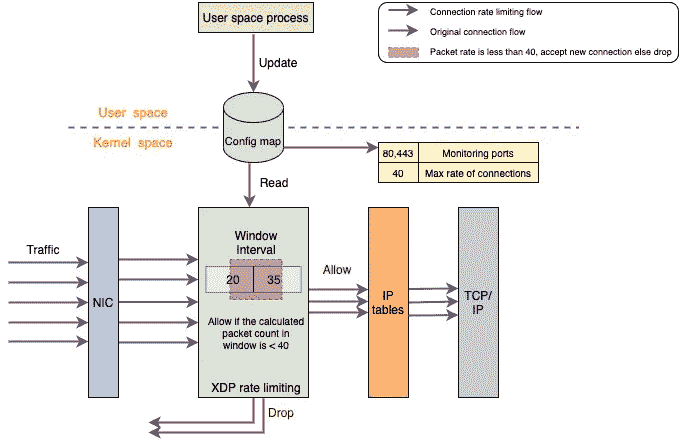 User space process
Connection rate limiting flow
Original connection flow
Packet rate is less than 40, accept new connection else drop
Update
User space
Kernel space
Config map
80,443 Monitoring ports
40 Max rate of connections
Read
Traffic
NIC
Window
Interval
20 35
Allow if the calculated
packet count in
window is < 40
XDP rate limiting
Allow
IP
tables
TCP/
IP
Drop